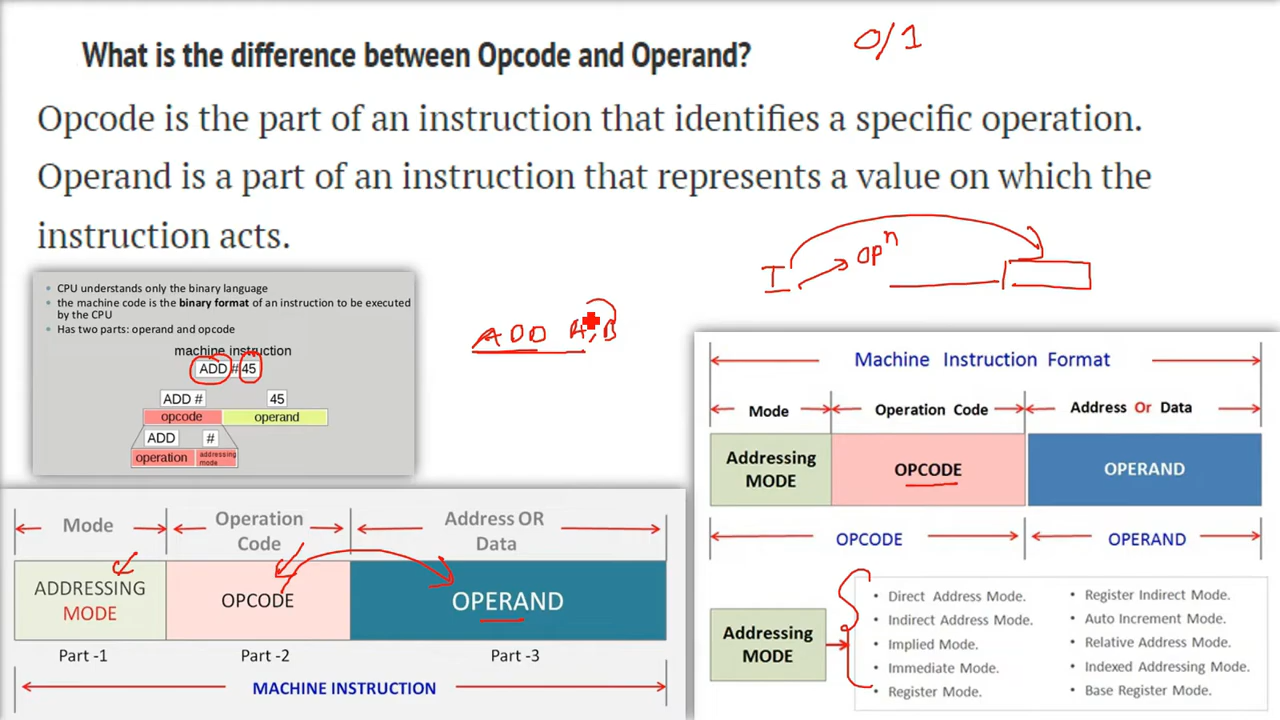 What is the difference between Opcode and Operand?
0/1
Opcode is the part of an instruction that identifies a specific operation.
Operand is a part of an instruction that represents a value on which the
instruction acts.
I
opⁿ
• CPU understands only the binary language
• the machine code is the binary format of an instruction to be executed
by the CPU
• Has two parts: operand and opcode
machine instruction
ADD # 45
ADD # 45
opcode operand
ADD #
operation addressing
mode
ADD A,B
Machine Instruction Format
Mode Operation Code Address Or Data
Addressing
MODE
OPCODE
OPERAND
OPCODE OPERAND
Addressing
MODE
• Direct Address Mode.
• Indirect Address Mode.
• Implied Mode.
• Immediate Mode.
• Register Mode.
• Register Indirect Mode.
• Auto Increment Mode.
• Relative Address Mode.
• Indexed Addressing Mode.
• Base Register Mode.
Mode
Operation
Code
Address OR
Data
ADDRESSING
MODE
OPCODE
OPERAND
Part -1 Part -2 Part -3
MACHINE INSTRUCTION